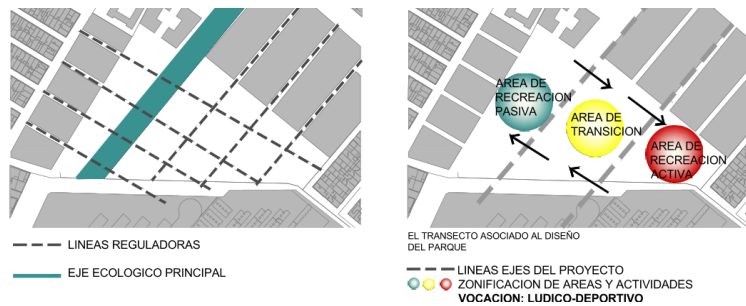 LINEAS REGULADORAS
EJE ECOLOGICO PRINCIPAL
AREA DE
RECREACION
PASIVA
AREA DE
TRANSICION
AREA DE
RECREACION
ACTIVA
EL TRANSECTO ASOCIADO AL DISEÑO
DEL PARQUE
LINEAS EJES DEL PROYECTO
ZONIFICACION DE AREAS Y ACTIVIDADES
VOCACION: LUDICO-DEPORTIVO